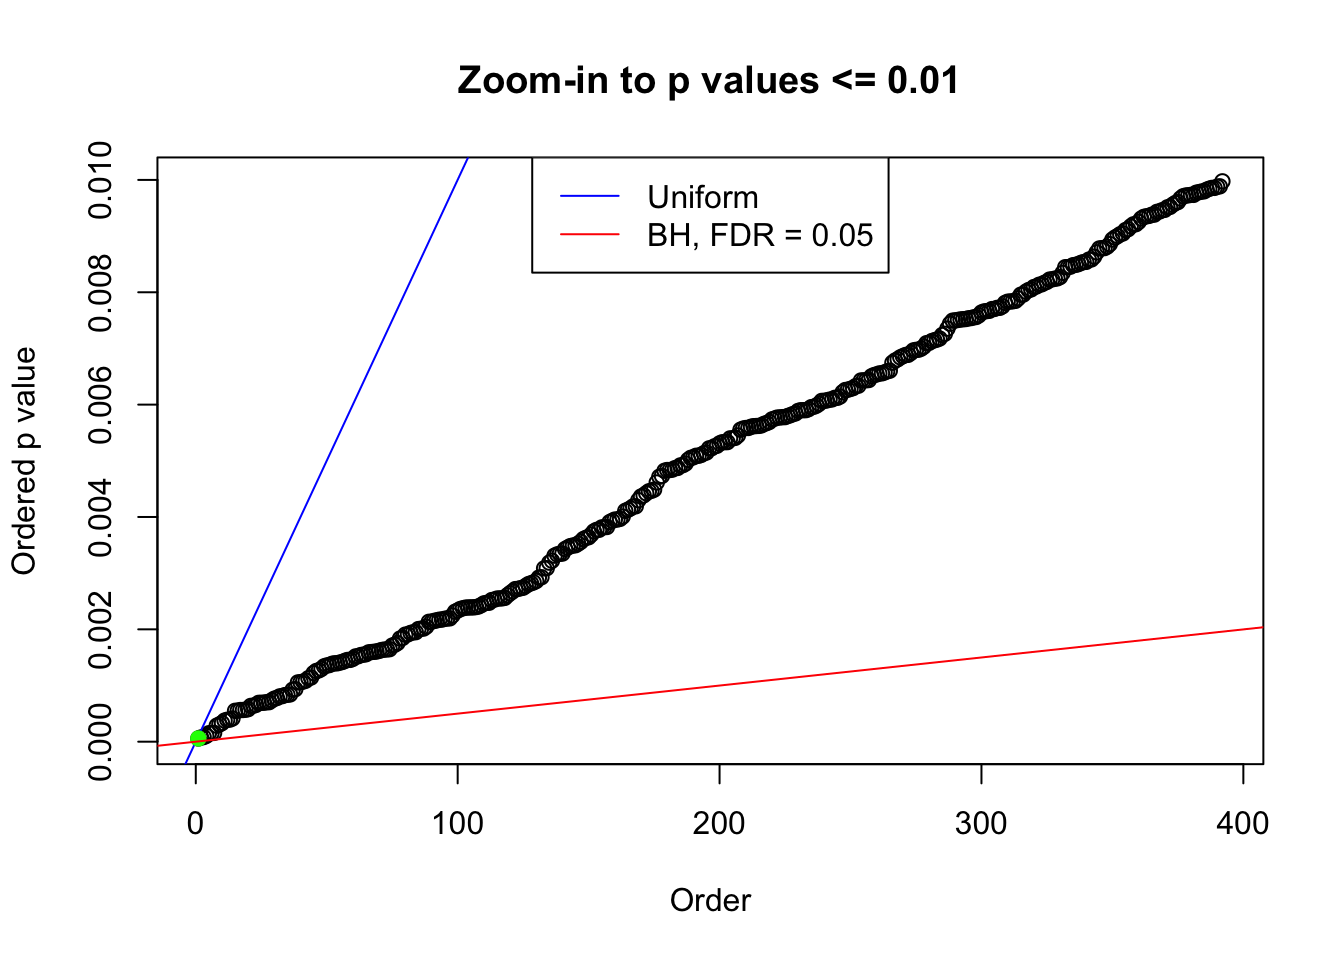 Zoom-in to p values <= 0.01
Uniform
BH, FDR = 0.05
Ordered p value
0.010
0.008
0.006
0.004
0.002
0.000
0 100 200 300 400
Order